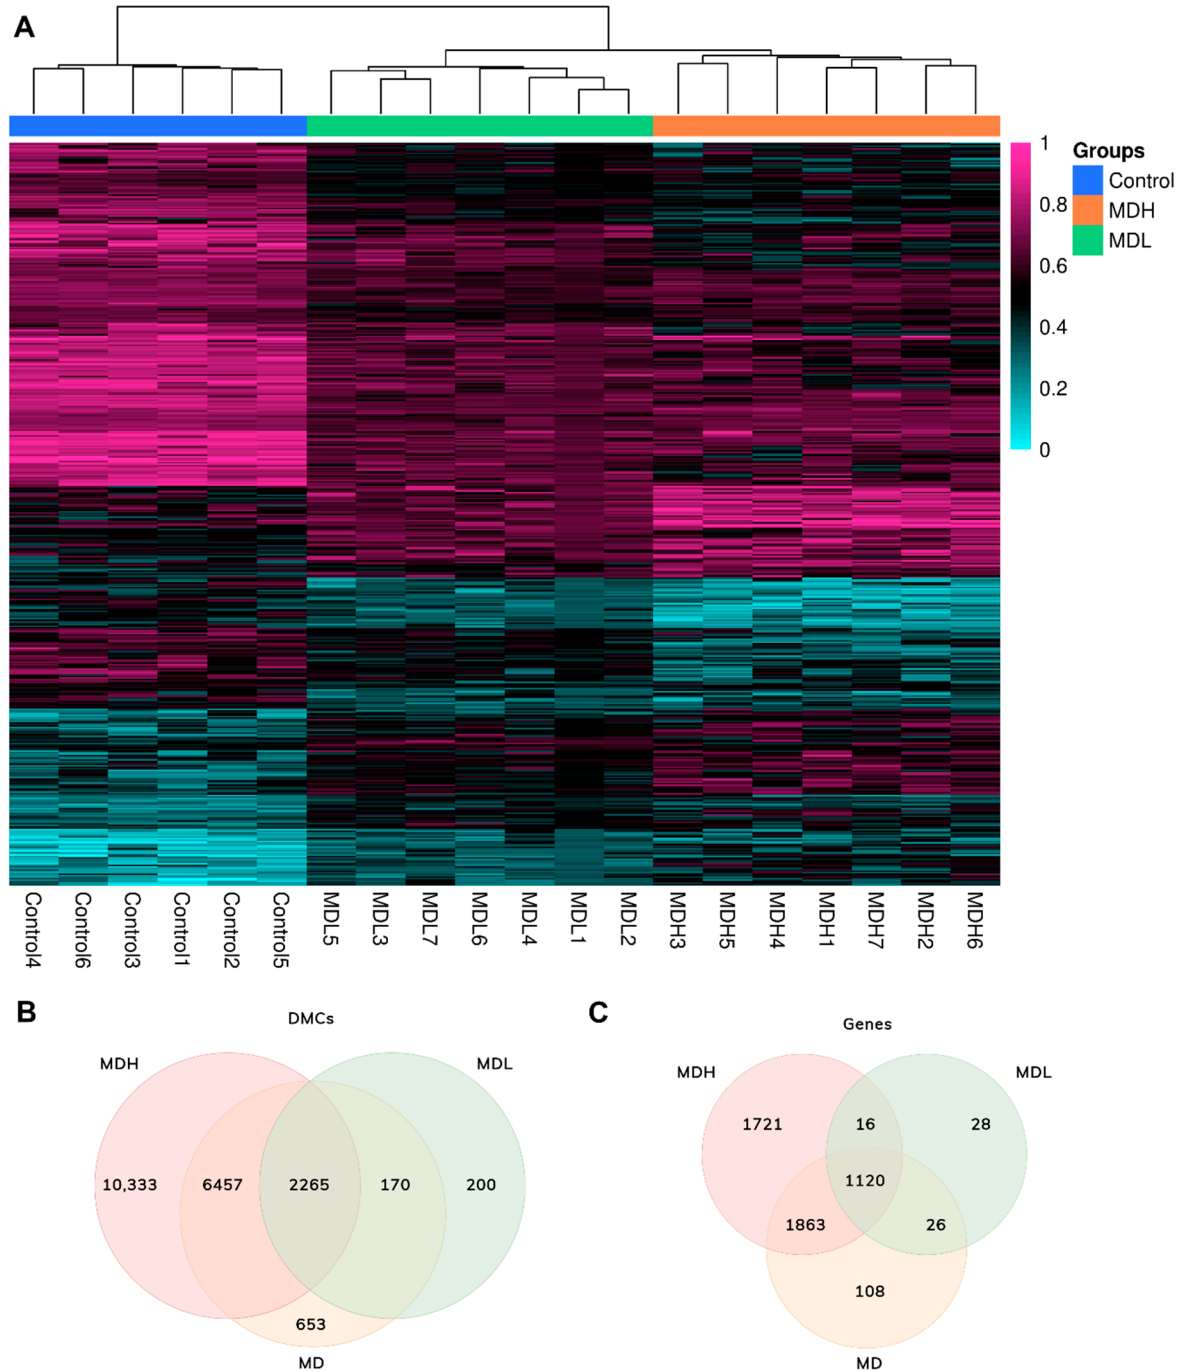 A
1
0.8
0.6
0.4
0.2
0
Groups
Control
MDH
MDL
Control4
Control6
Control3
Control1
Control2
Control5
MDL5
MDL3
MDL7
MDL6
MDL4
MDL1
MDL2
MDH3
MDH5
MDH4
MDH1
MDH7
MDH2
MDH6
B
DMCs
MDH
MDL
10,333
6457
2265
170
200
653
MD
C
Genes
MDH
MDL
1721
16
28
1120
1863
26
108
MD